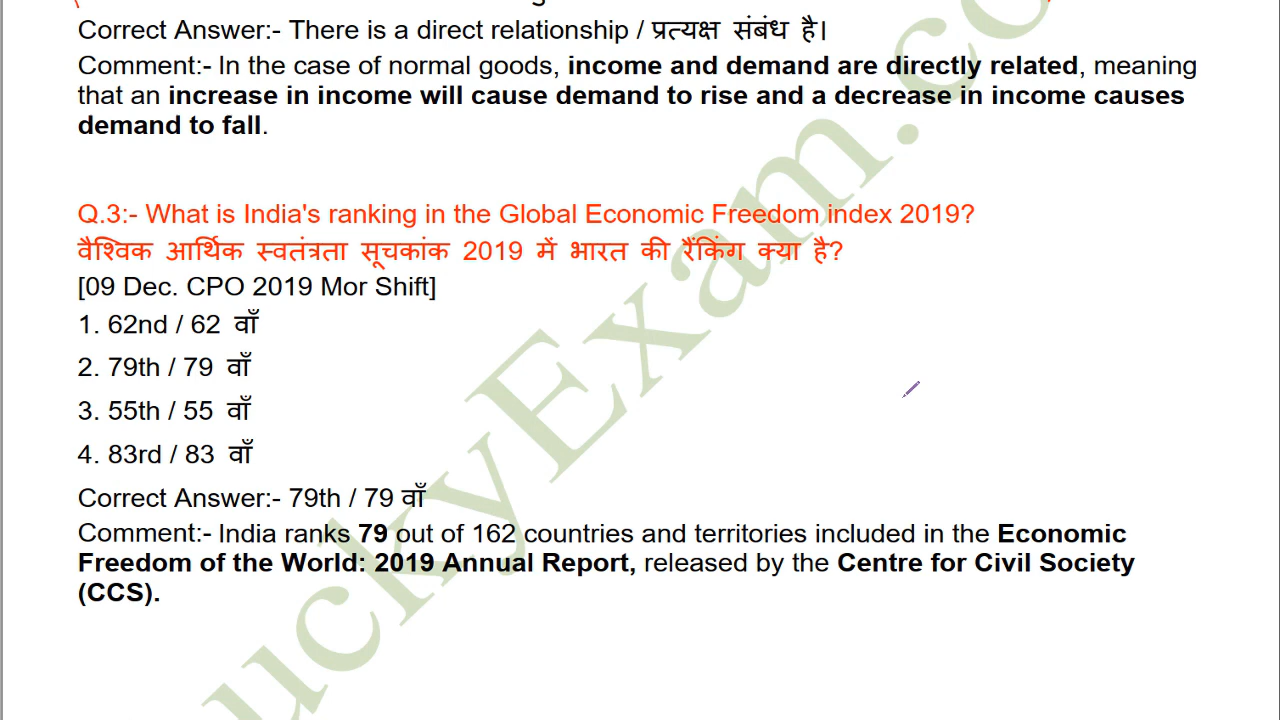 Correct Answer:- There is a direct relationship / प्रत्यक्ष संबंध है।
Comment:- In the case of normal goods, income and demand are directly related, meaning
that an increase in income will cause demand to rise and a decrease in income causes
demand to fall.
Q.3:- What is India's ranking in the Global Economic Freedom index 2019?
वैश्विक आर्थिक स्वतंत्रता सूचकांक 2019 में भारत की रैंकिंग क्या है?
[09 Dec. CPO 2019 Mor Shift]
1. 62nd / 62 वाँ
2. 79th / 79 वाँ
3. 55th / 55 वाँ
4. 83rd / 83 वाँ
Correct Answer:- 79th / 79 वाँ
Comment:- India ranks 79 out of 162 countries and territories included in the Economic
Freedom of the World: 2019 Annual Report, released by the Centre for Civil Society
(CCS).
uckyExam.co